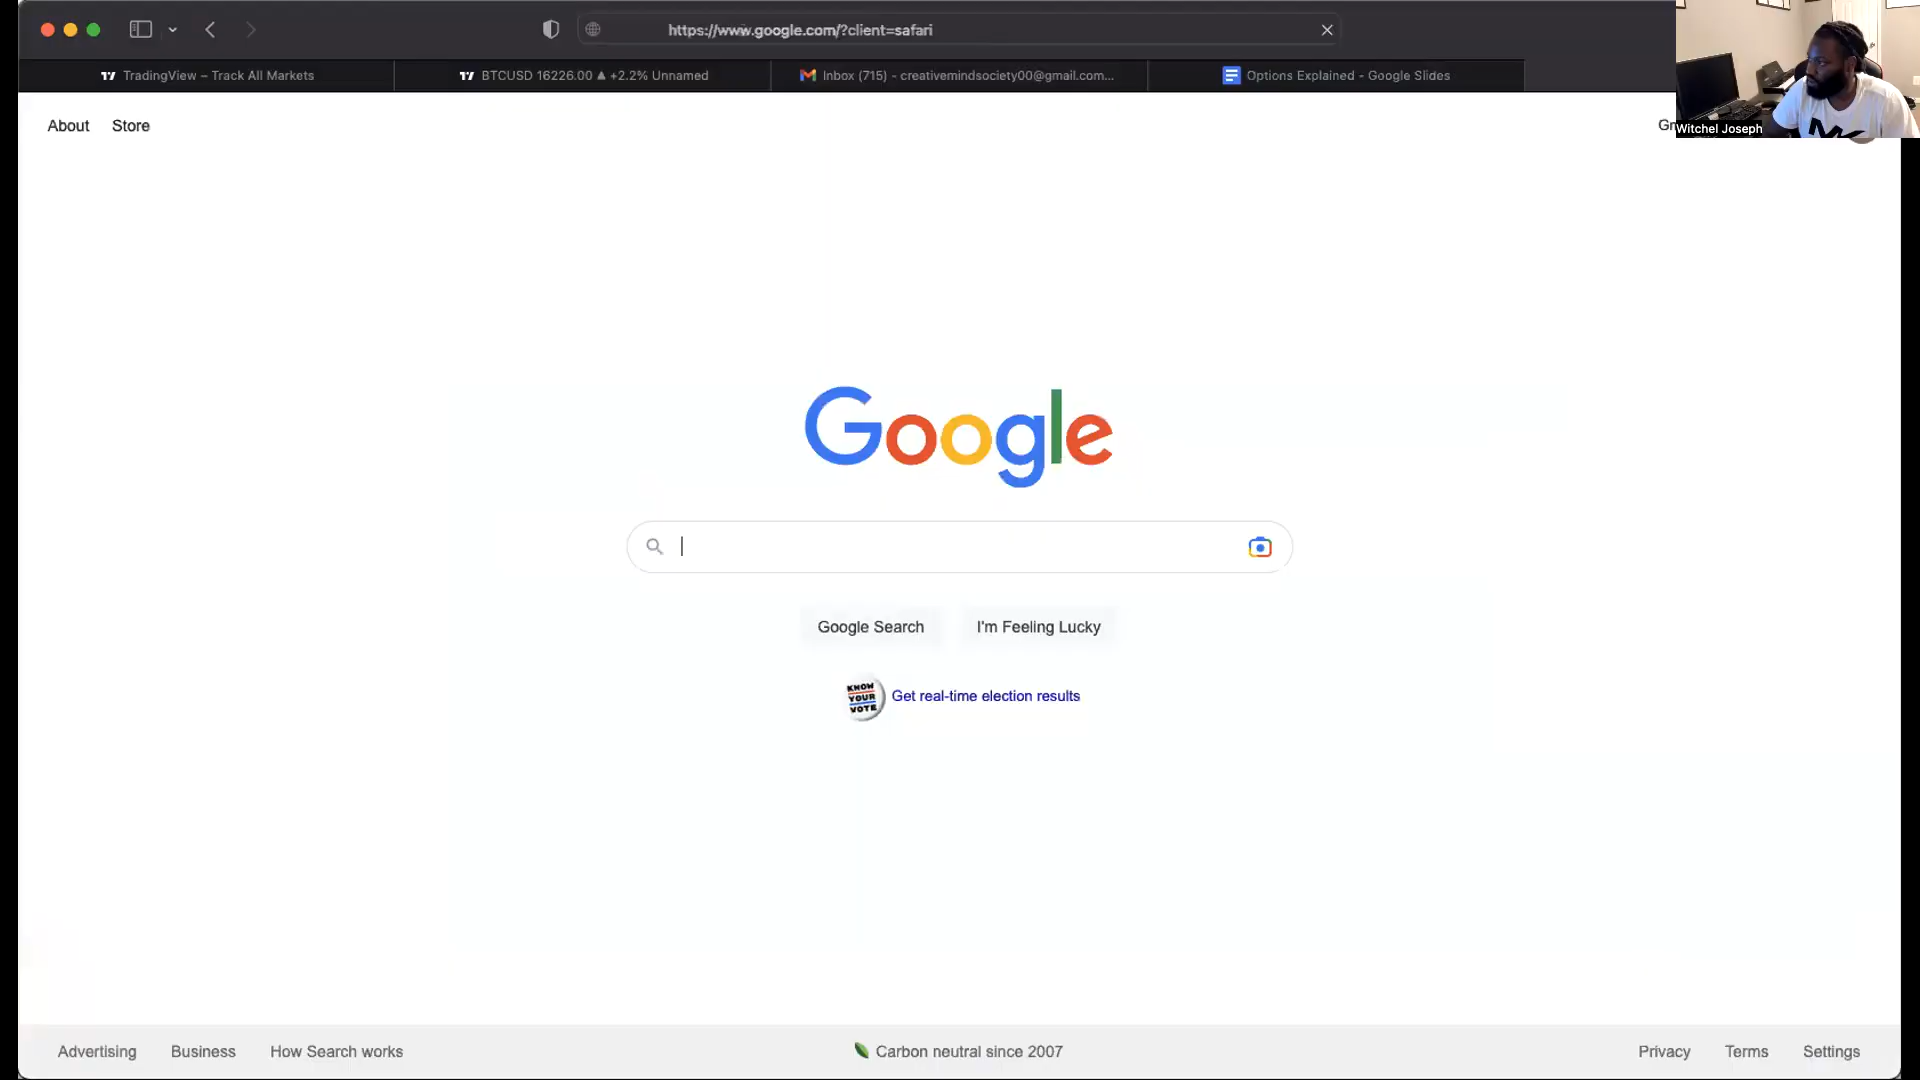 https://www.google.com/?client=safari
TradingView – Track All Markets
BTCUSD 16226.00 ▲ +2.2% Unnamed
Inbox (715) - creativemindsociety00@gmail.com...
Options Explained - Google Slides
About
Store
Gm
Witchel Joseph
Google
Google Search
I'm Feeling Lucky
KNOW
YOUR
VOTE
Get real-time election results
Advertising
Business
How Search works
Carbon neutral since 2007
Privacy
Terms
Settings